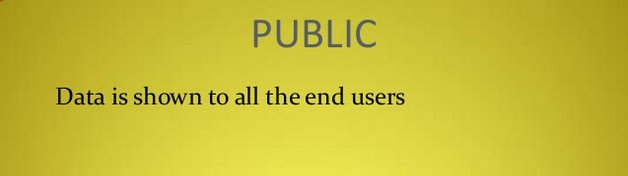 PUBLIC
Data is shown to all the end users